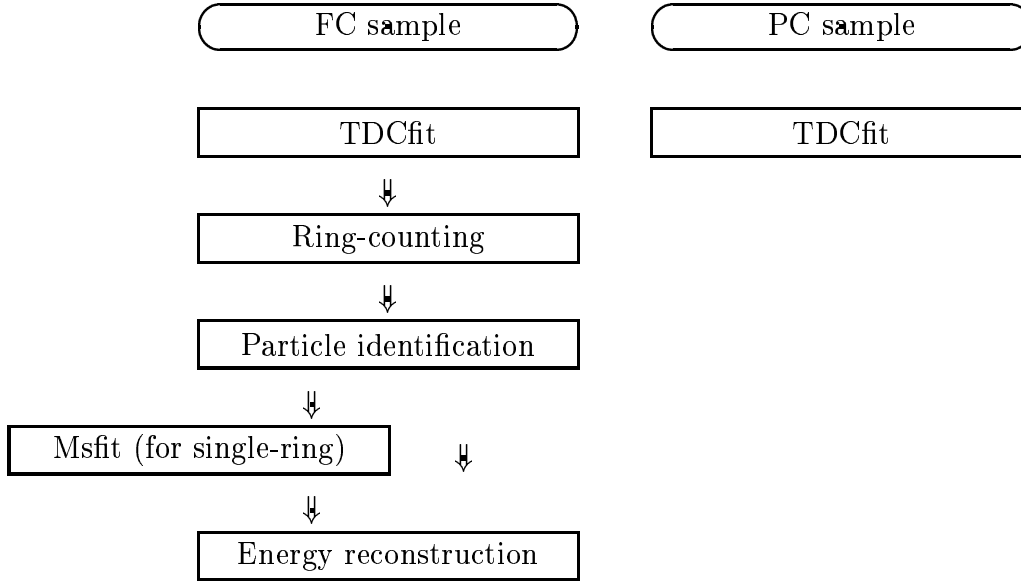 FC sample
PC sample
TDCfit
TDCfit
Ring-counting
Particle identification
Msfit (for single-ring)
Energy reconstruction